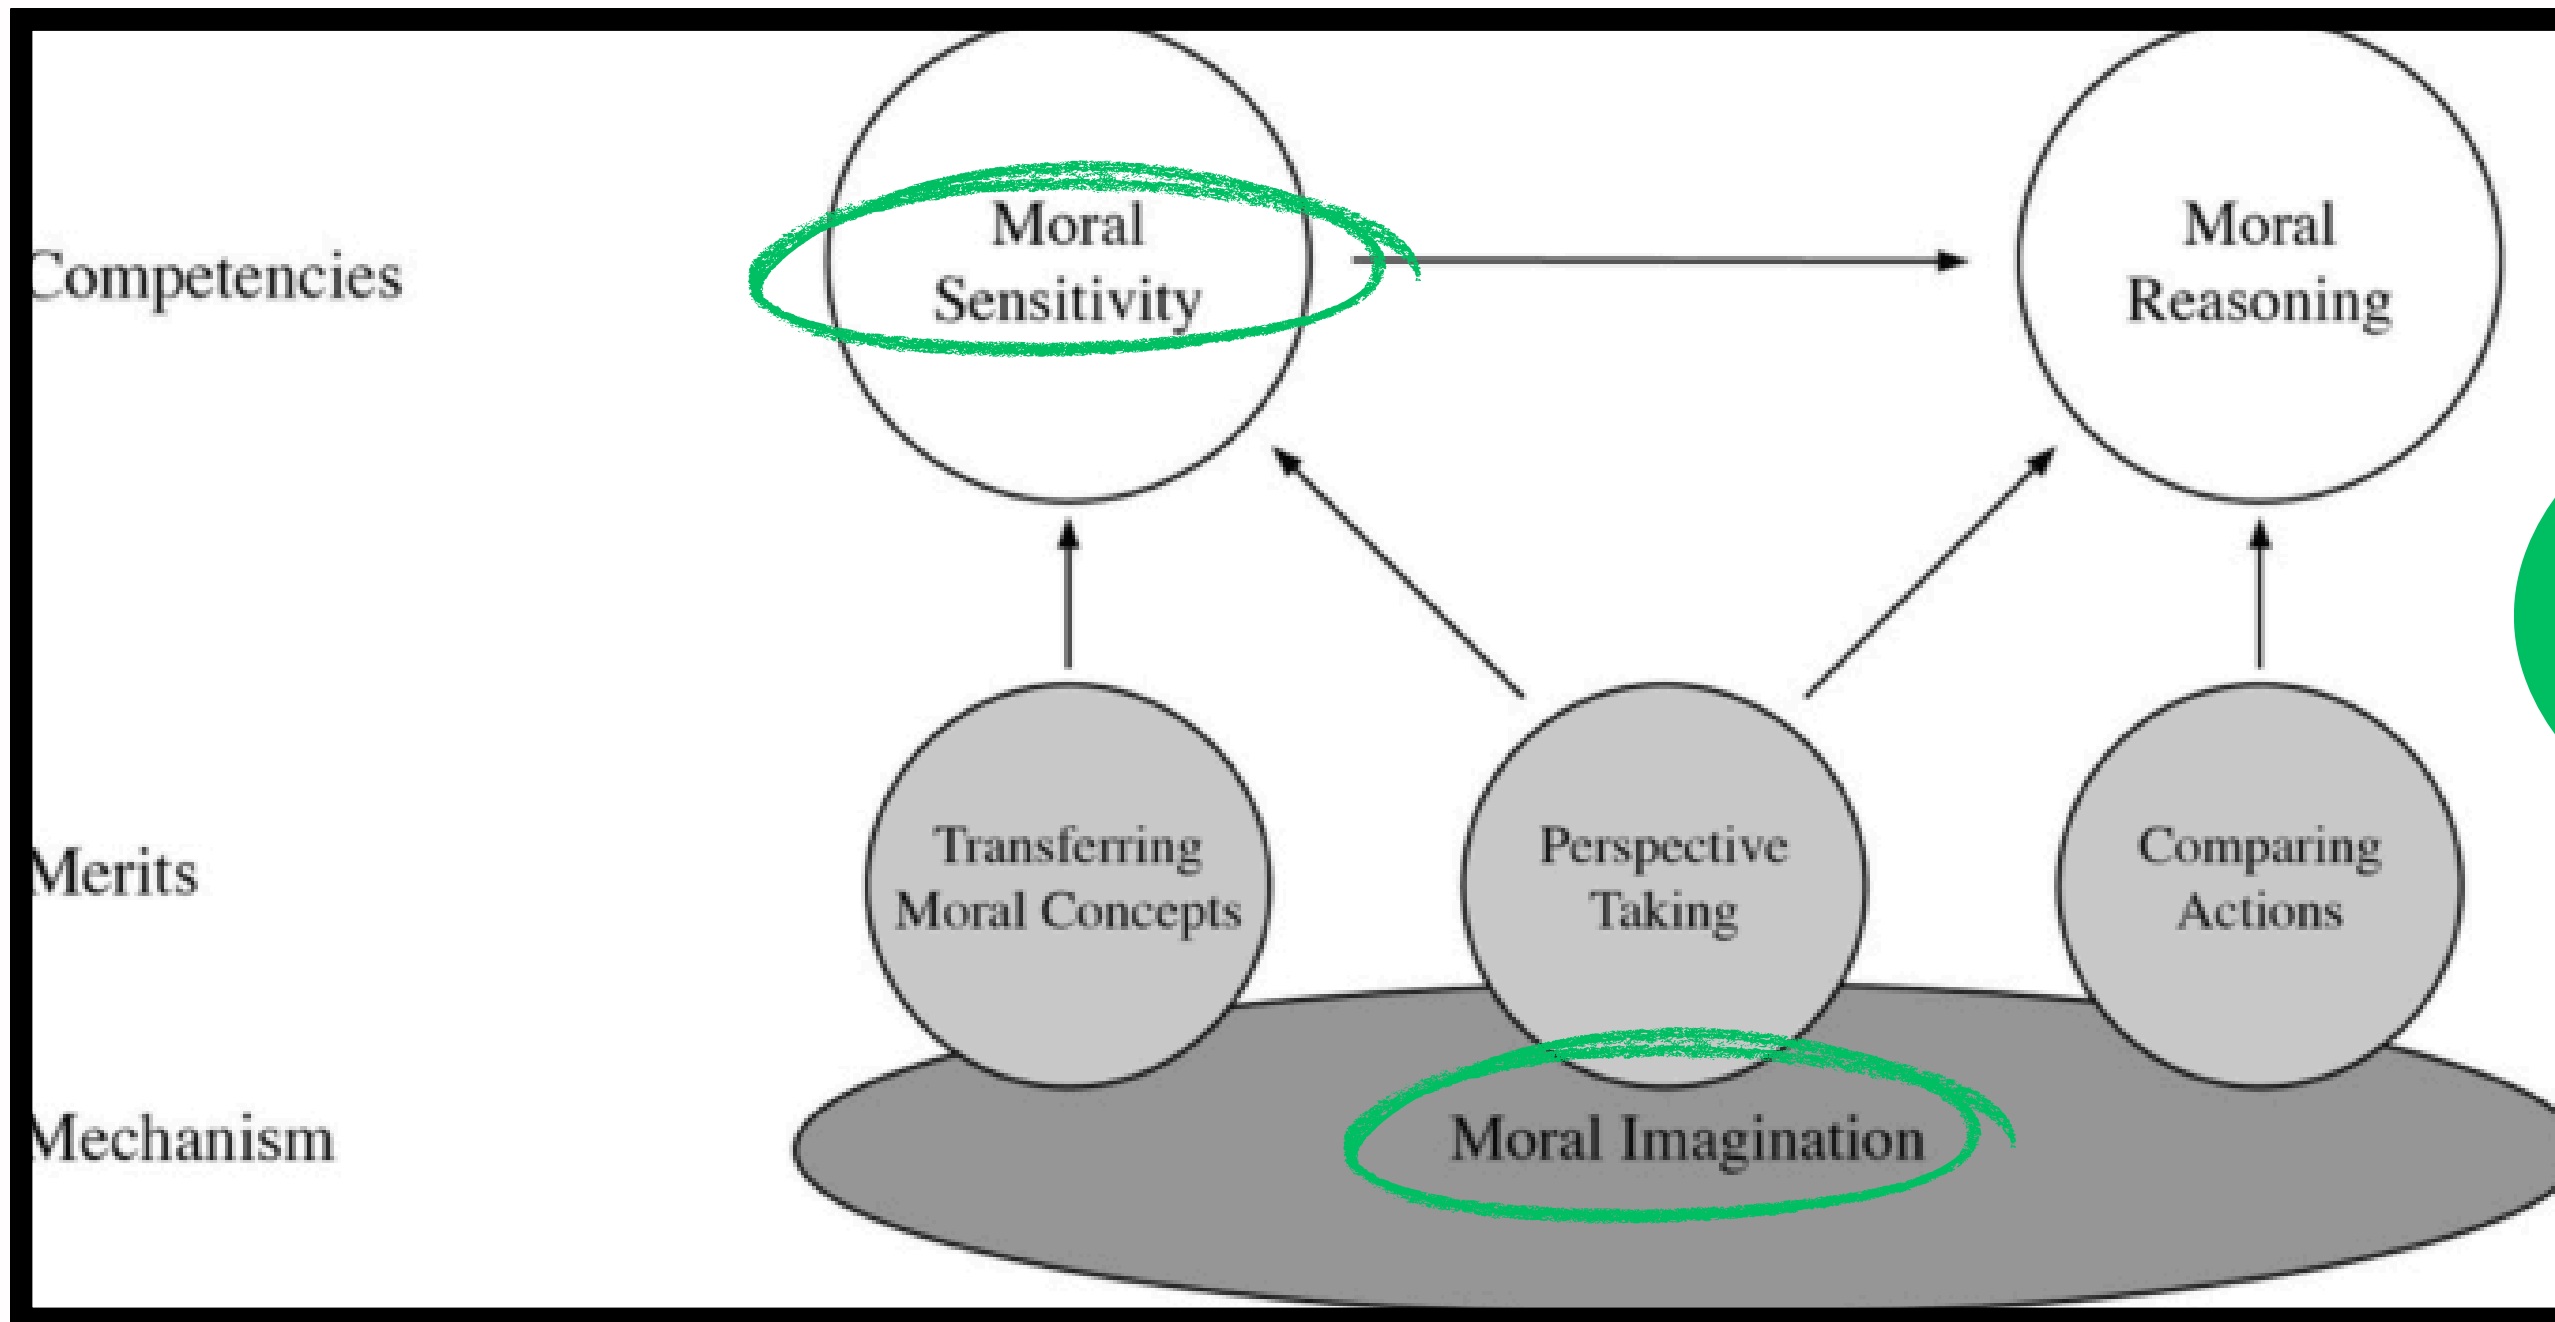 Competencies
Moral
Sensitivity
Moral
Reasoning
Merits
Transferring
Moral Concepts
Perspective
Taking
Comparing
Actions
Mechanism
Moral Imagination